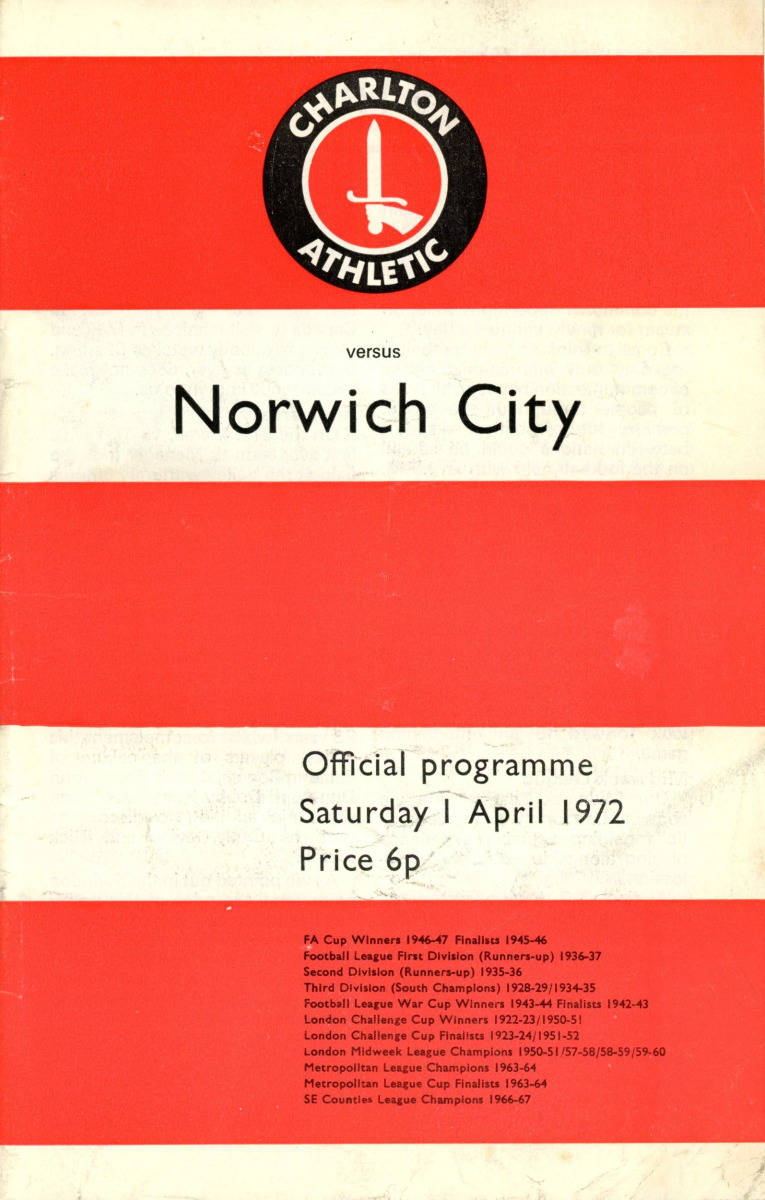 CHARLTON
ATHLETIC
versus
Norwich City
Official programme
Saturday 1 April 1972
Price 6p
FA Cup Winners 1946-47 Finalists 1945-46
Football League First Division (Runners-up) 1936-37
Second Division (Runners-up) 1935-36
Third Division (South Champions) 1928-29/1934-35
Football League War Cup Winners 1943-44 Finalists 1942-43
London Challenge Cup Winners 1922-23/1950-51
London Challenge Cup Finalists 1923-24/1951-52
London Midweek League Champions 1950-51/57-58/58-59/59-60
Metropolitan League Champions 1963-64
Metropolitan League Cup Finalists 1963-64
SE Counties League Champions 1966-67